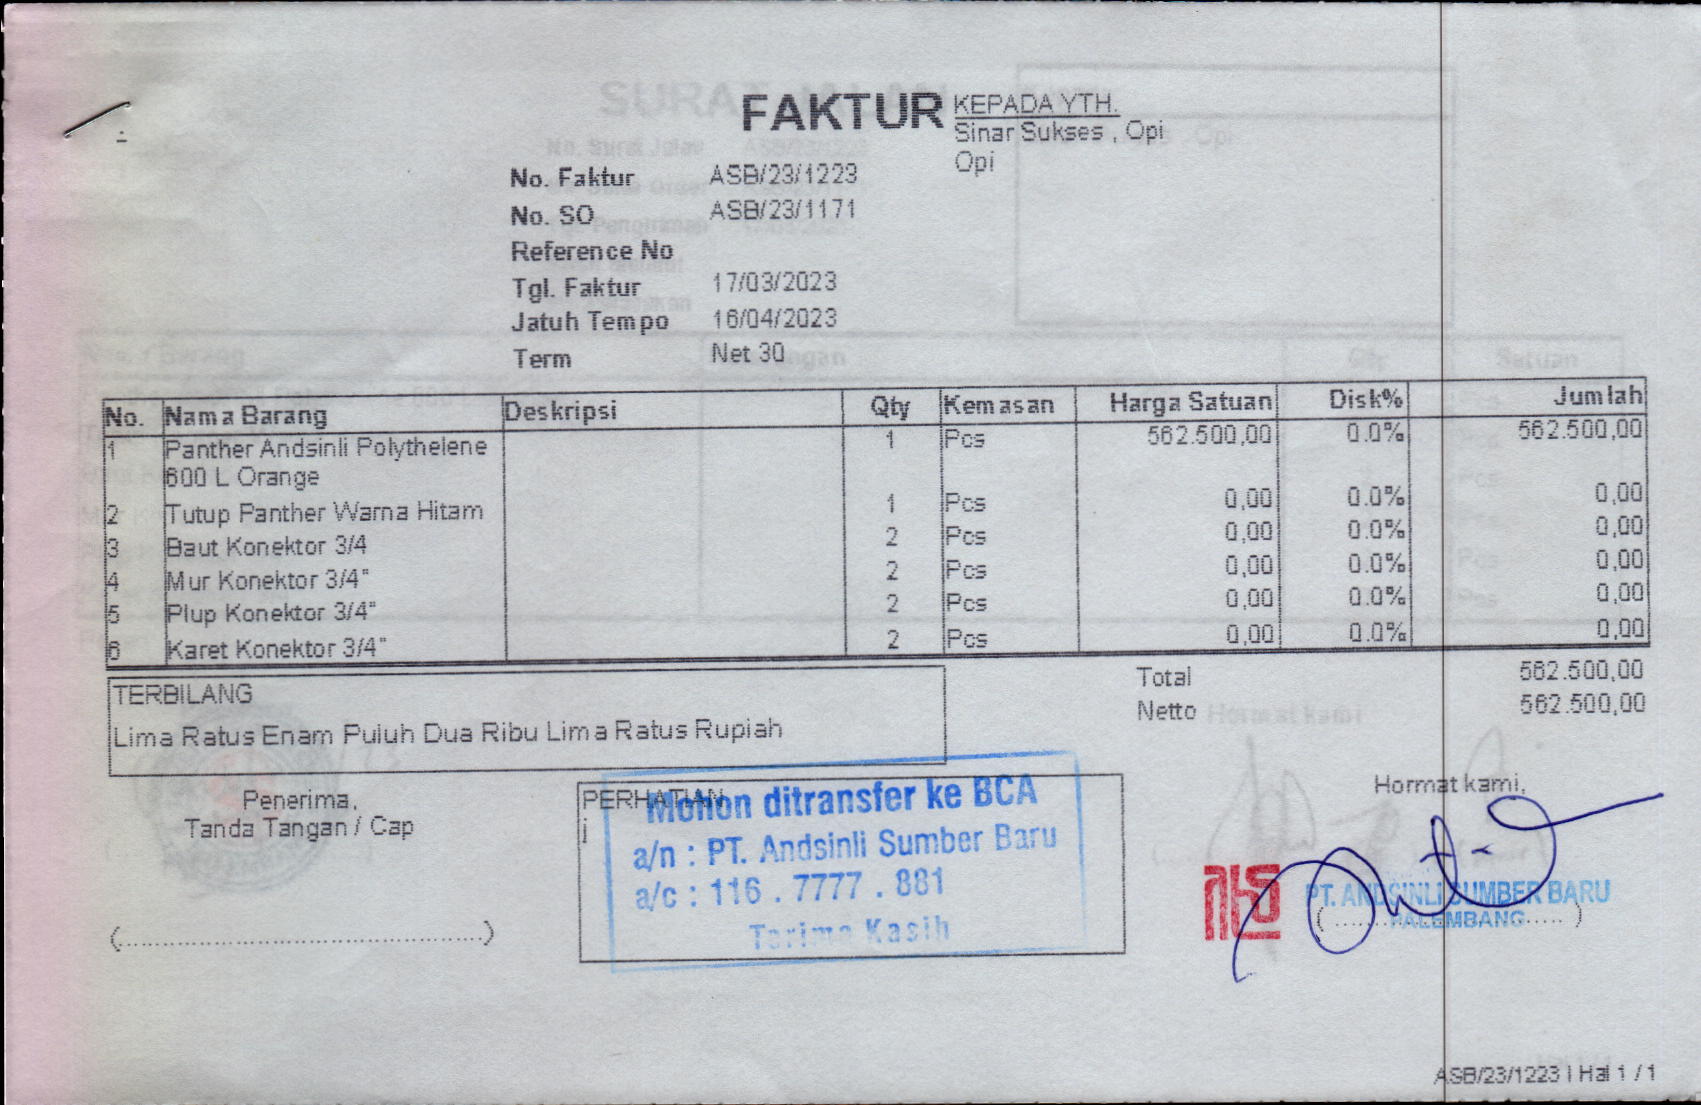 FAKTUR
KEPADA YTH.
Sinar Sukses , Opi
Opi
No. Faktur ASB/23/1223
No. SO ASB/23/1171
Reference No
Tgl. Faktur 17/03/2023
Jatuh Tempo 16/04/2023
Term Net 30
No. Nama Barang Deskripsi Qty Kemasan Harga Satuan Disk% Jumlah
1 Panther Andsinli Polythelene 1 Pcs 562.500,00 0.0% 562.500,00
600 L Orange
2 Tutup Panther Warna Hitam 1 Pcs 0,00 0.0% 0,00
3 Baut Konektor 3/4 2 Pcs 0,00 0.0% 0,00
4 Mur Konektor 3/4" 2 Pcs 0,00 0.0% 0,00
5 Plup Konektor 3/4" 2 Pcs 0,00 0.0% 0,00
6 Karet Konektor 3/4" 2 Pcs 0,00 0.0% 0,00
Total 562.500,00
Netto 562.500,00
TERBILANG
Lima Ratus Enam Puluh Dua Ribu Lima Ratus Rupiah
Penerima,
Tanda Tangan / Cap
(................................................)
PERHATIAN
j
Mohon ditransfer ke BCA
a/n : PT. Andsinli Sumber Baru
a/c : 116 . 7777 . 881
Terima Kasih
Hormat kami,
PT. ANDSINLI SUMBER BARU
PALEMBANG
ASB/23/1223 | Hal 1 / 1